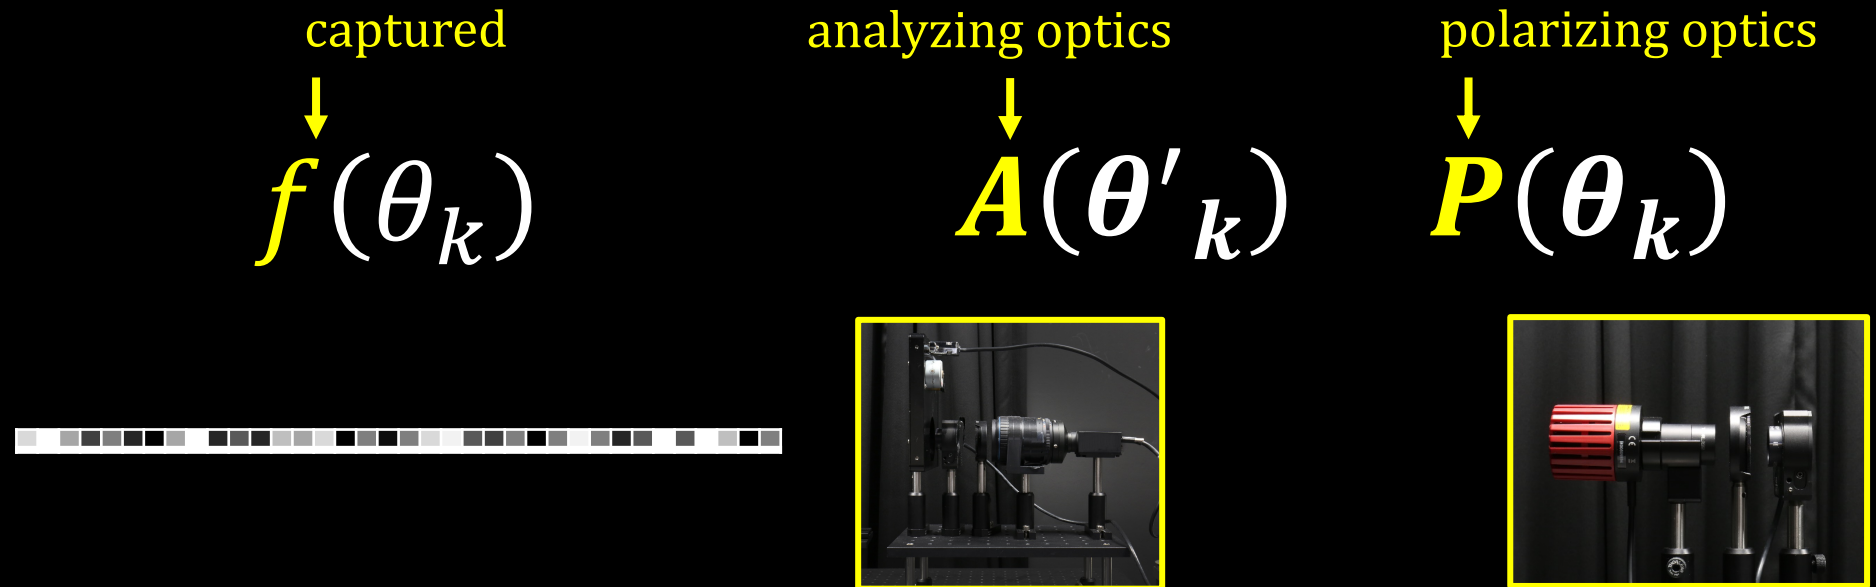 captured analyzing optics polarizing optics
f(θₖ) A(θ′ₖ) P(θₖ)